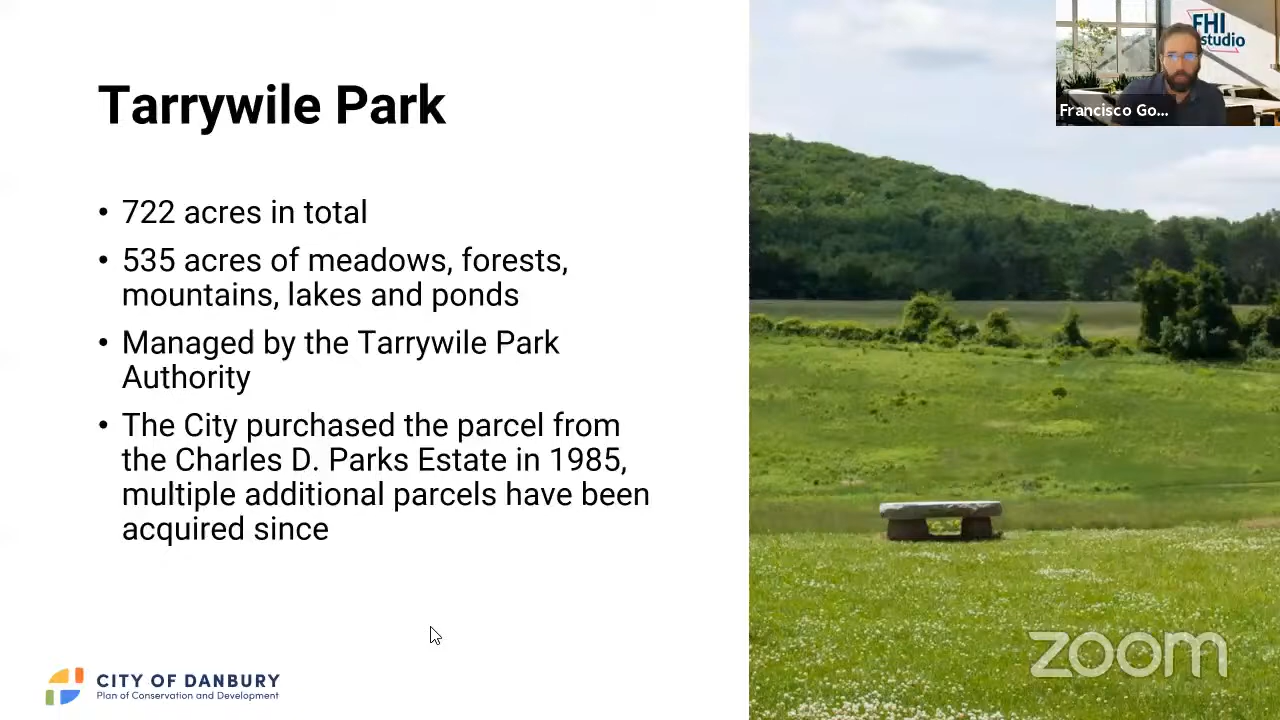 FHI
studio
Francisco Go...
Tarrywile Park
• 722 acres in total
• 535 acres of meadows, forests,
mountains, lakes and ponds
• Managed by the Tarrywile Park
Authority
• The City purchased the parcel from
the Charles D. Parks Estate in 1985,
multiple additional parcels have been
acquired since
CITY OF DANBURY
Plan of Conservation and Development
zoom